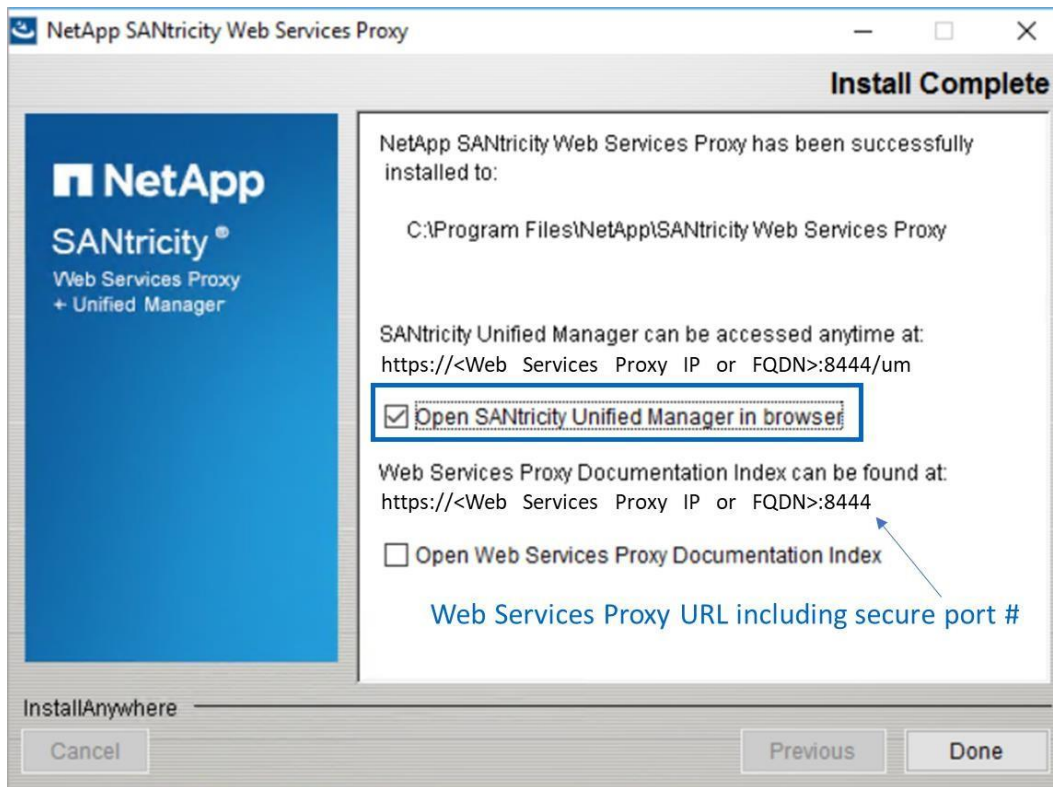 NetApp SANtricity Web Services Proxy
Install Complete
NetApp
SANtricity ®
Web Services Proxy
+ Unified Manager
NetApp SANtricity Web Services Proxy has been successfully
installed to:
C:\Program Files\NetApp\SANtricity Web Services Proxy
SANtricity Unified Manager can be accessed anytime at:
https://<Web Services Proxy IP or FQDN>:8444/um
Open SANtricity Unified Manager in browser
Web Services Proxy Documentation Index can be found at:
https://<Web Services Proxy IP or FQDN>:8444
Open Web Services Proxy Documentation Index
Web Services Proxy URL including secure port #
InstallAnywhere
Cancel
Previous
Done